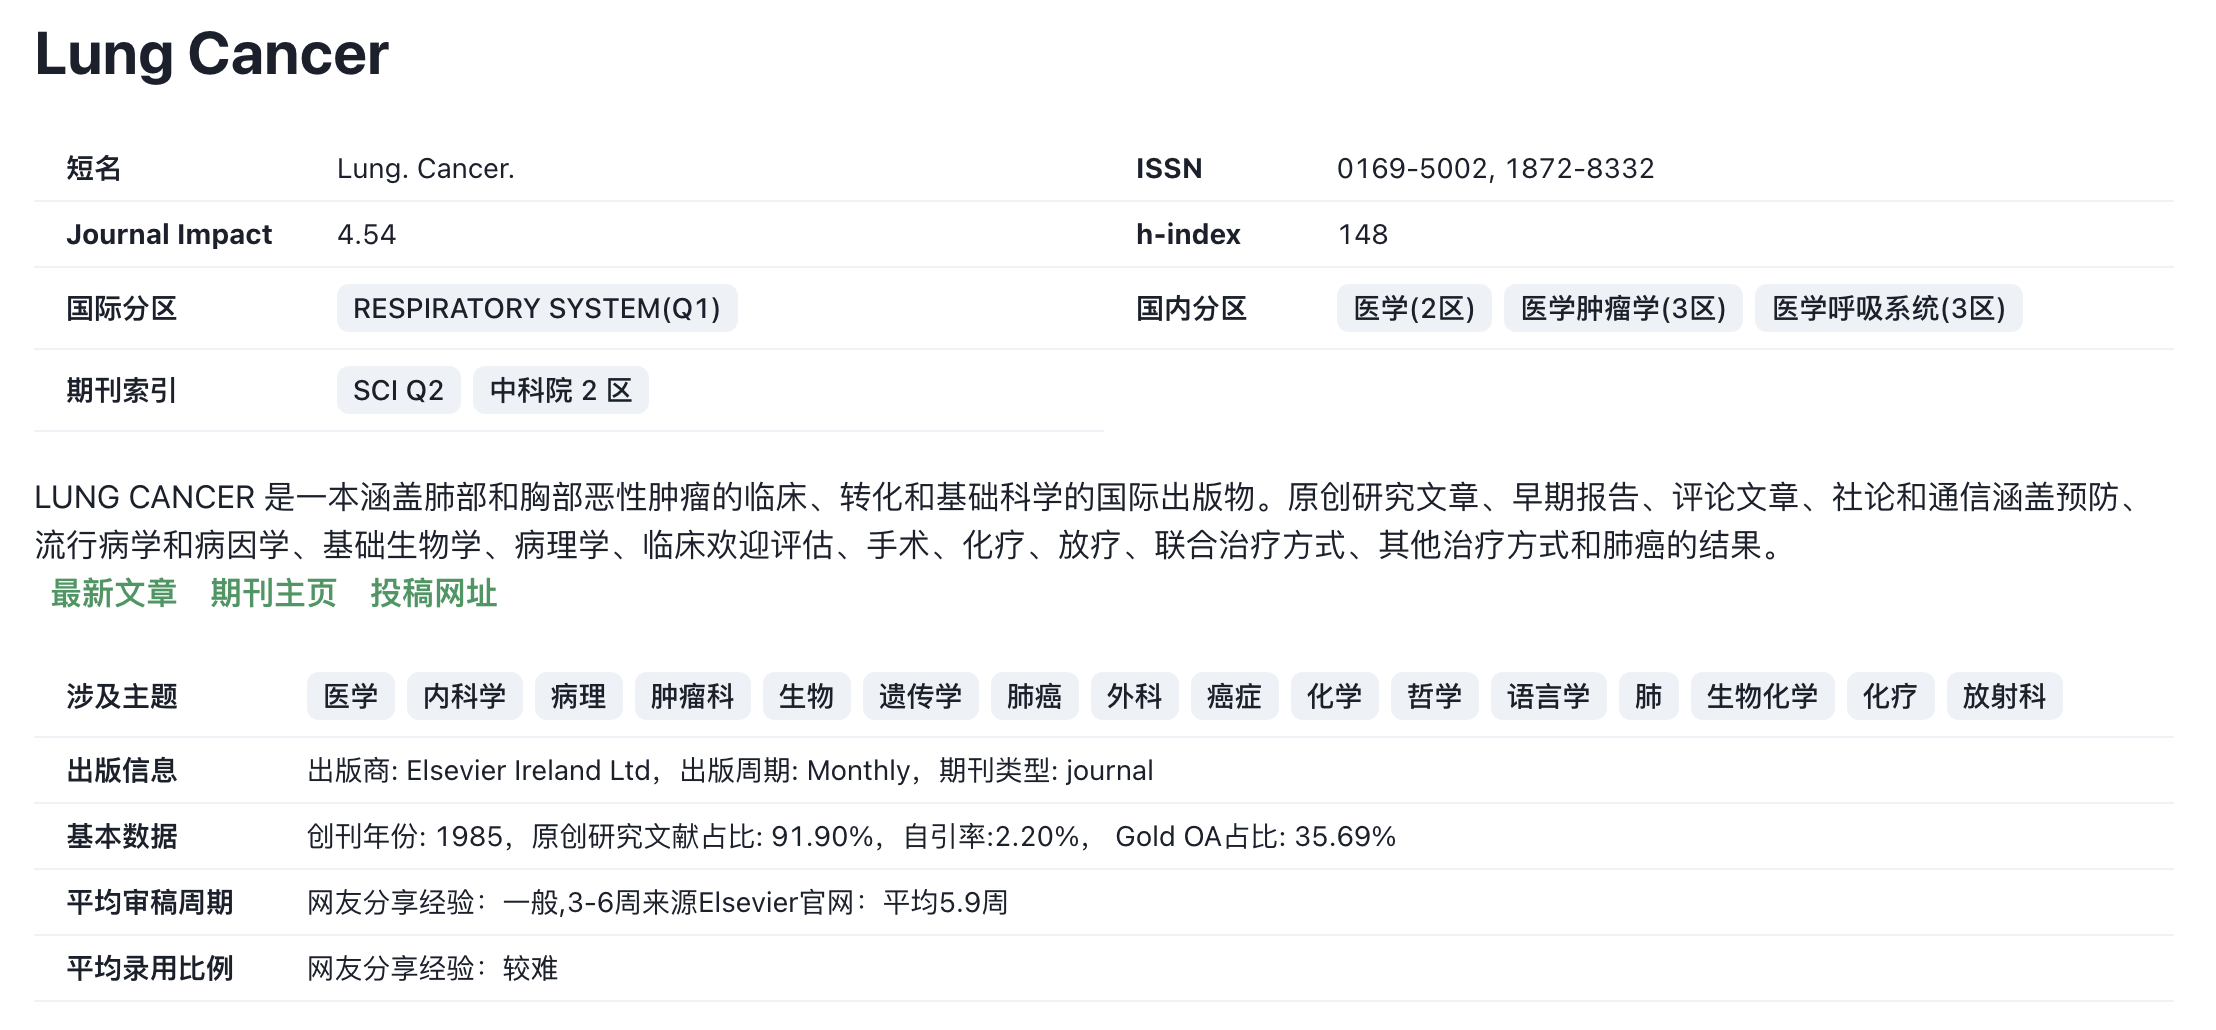 Lung Cancer
短名 Lung. Cancer. ISSN 0169-5002, 1872-8332
Journal Impact 4.54 h-index 148
国际分区 RESPIRATORY SYSTEM(Q1) 国内分区 医学(2区) 医学肿瘤学(3区) 医学呼吸系统(3区)
期刊索引 SCI Q2 中科院 2 区
LUNG CANCER 是一本涵盖肺部和胸部恶性肿瘤的临床、转化和基础科学的国际出版物。原创研究文章、早期报告、评论文章、社论和通信涵盖预防、
流行病学和病因学、基础生物学、病理学、临床欢迎评估、手术、化疗、放疗、联合治疗方式、其他治疗方式和肺癌的结果。
最新文章 期刊主页 投稿网址
涉及主题 医学 内科学 病理 肿瘤科 生物 遗传学 肺癌 外科 癌症 化学 哲学 语言学 肺 生物化学 化疗 放射科
出版信息 出版商: Elsevier Ireland Ltd，出版周期: Monthly，期刊类型: journal
基本数据 创刊年份: 1985，原创研究文献占比: 91.90%，自引率:2.20%， Gold OA占比: 35.69%
平均审稿周期 网友分享经验：一般,3-6周来源Elsevier官网：平均5.9周
平均录用比例 网友分享经验：较难